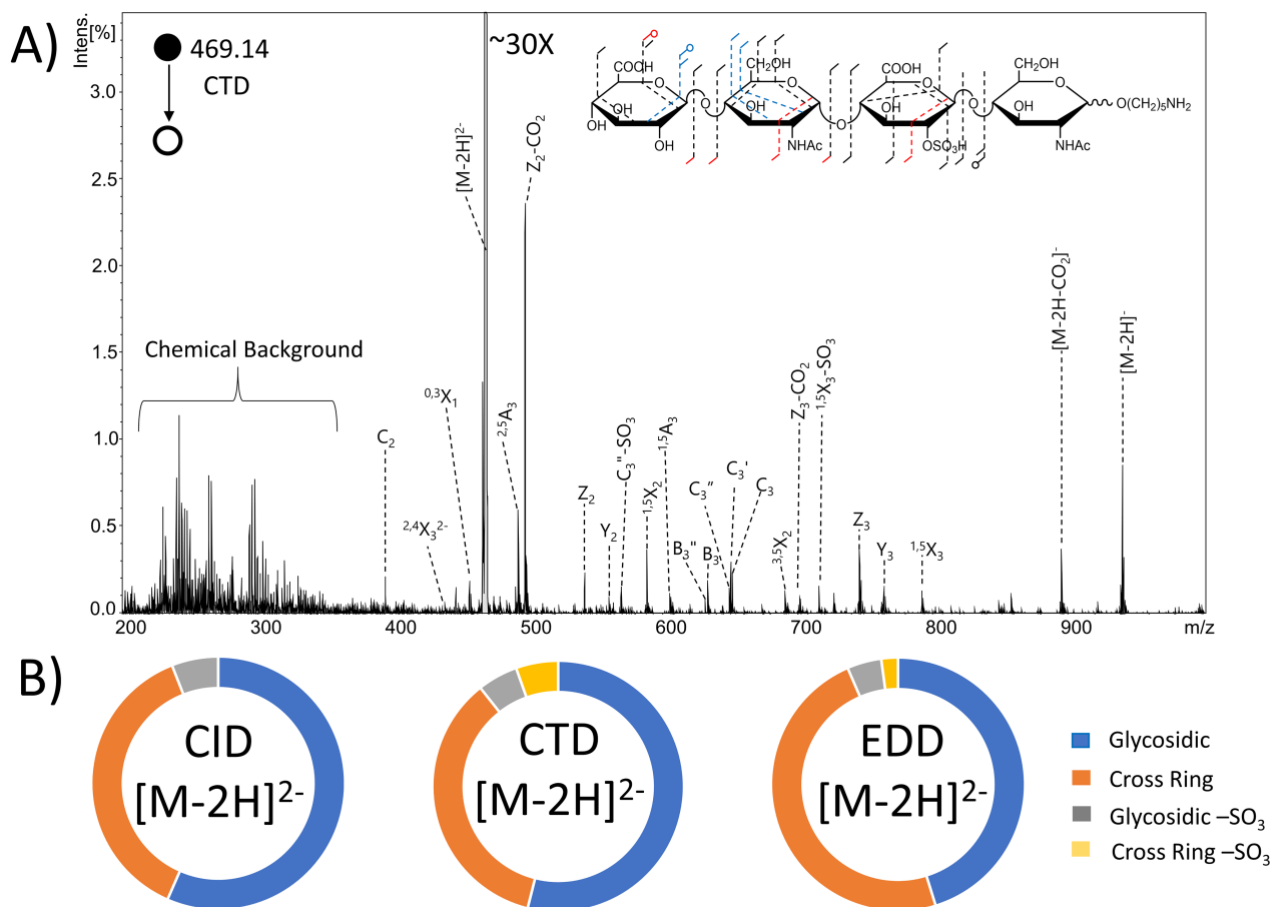 A)
Intens.
[%]
469.14
CTD
~30X
3.0
2.5
2.0
1.5
1.0
0.5
0.0
200
300
400
500
600
700
800
900
m/z
Chemical Background
C₂
²,⁴X₃²⁻
⁰,³X₁
[M-2H]²⁻
²,⁵A₃
Z₂-CO₂
Z₂
Y₂
C₃"-SO₃
¹,⁵X₂
¹,⁵A₃
B₃"
B₃
C₃"
C₃'
C₃
³,⁵X₂
Z₃-CO₂
¹,⁵X₃-SO₃
Z₃
Y₃
¹,⁵X₃
[M-2H-CO₂]⁻
[M-2H]⁻
COOH
O
OH
OH
OH
O
CH₂OH
O
OH
NHAc
O
COOH
O
OH
OSO₃H
O
CH₂OH
O
OH
NHAc
O(CH₂)₅NH2
B)
CID
[M-2H]²⁻
CTD
[M-2H]²⁻
EDD
[M-2H]²⁻
Glycosidic
Cross Ring
Glycosidic –SO₃
Cross Ring –SO₃